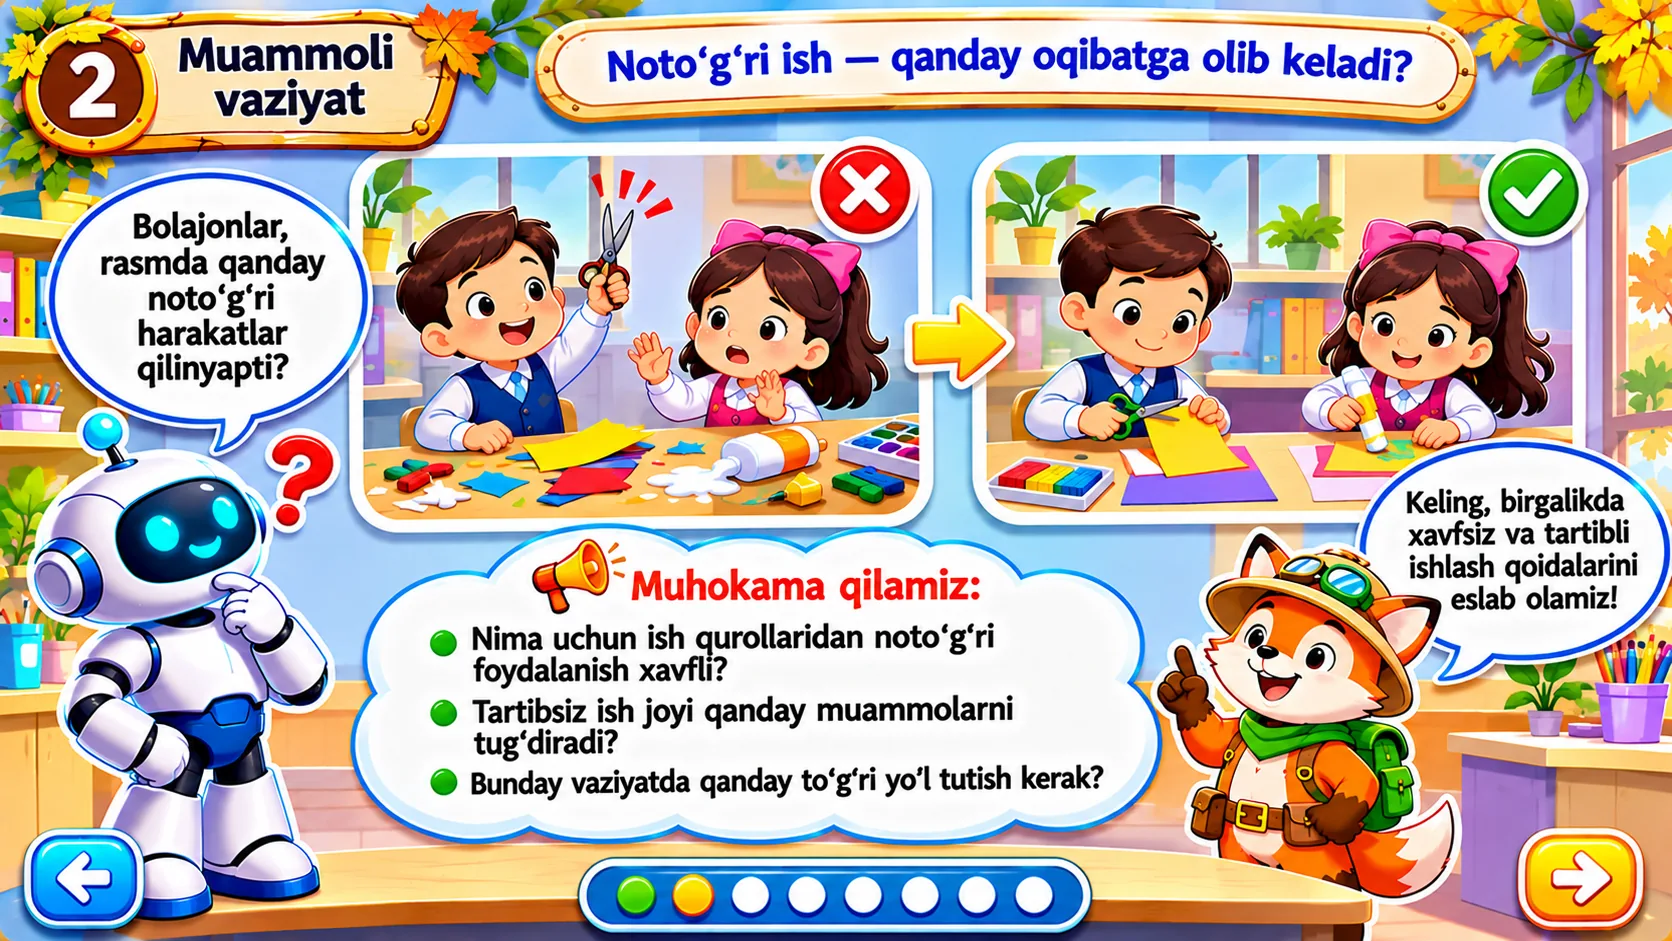 2
Muammoli
vaziyat
Noto‘g‘ri ish — qanday oqibatga olib keladi?
Bolajonlar,
rasmda qanday
noto‘g‘ri
harakatlar
qilinyapti?
Muhokama qilamiz:
Nima uchun ish qurollaridan noto‘g‘ri
foydalanish xavfli?
Tartibsiz ish joyi qanday muammolarni
tug‘diradi?
Bunday vaziyatda qanday to‘g‘ri yo‘l tutish kerak?
Keling, birgalikda
xavfsiz va tartibli
ishlash qoidalarini
eslab olamiz!